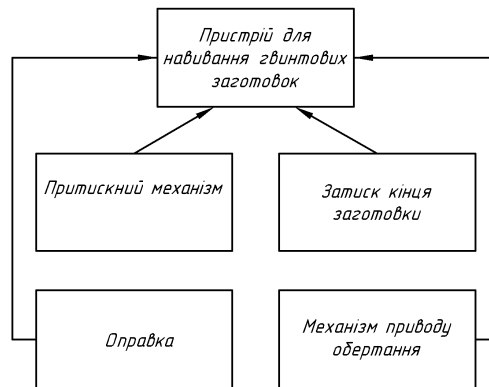 Пристрій для
навивання гвинтових
заготовок
Притискний механізм
Затиск кінця
заготовки
Оправка
Механізм приводу
обертання